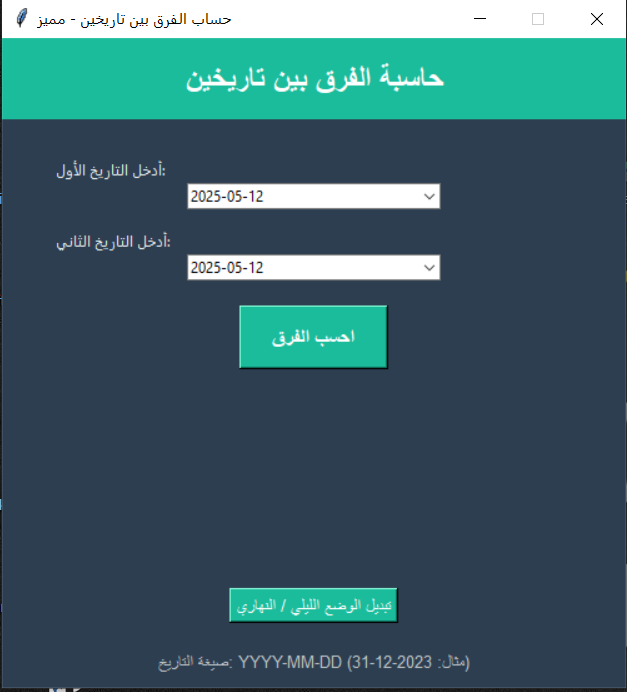 حساب الفرق بين تاريخين - مميز
حاسبة الفرق بين تاريخين
أدخل التاريخ الأول:
2025-05-12
أدخل التاريخ الثاني:
2025-05-12
احسب الفرق
تبديل الوضع الليلي / النهاري
صيغة التاريخ: YYYY-MM-DD (مثال: 2023-12-31)